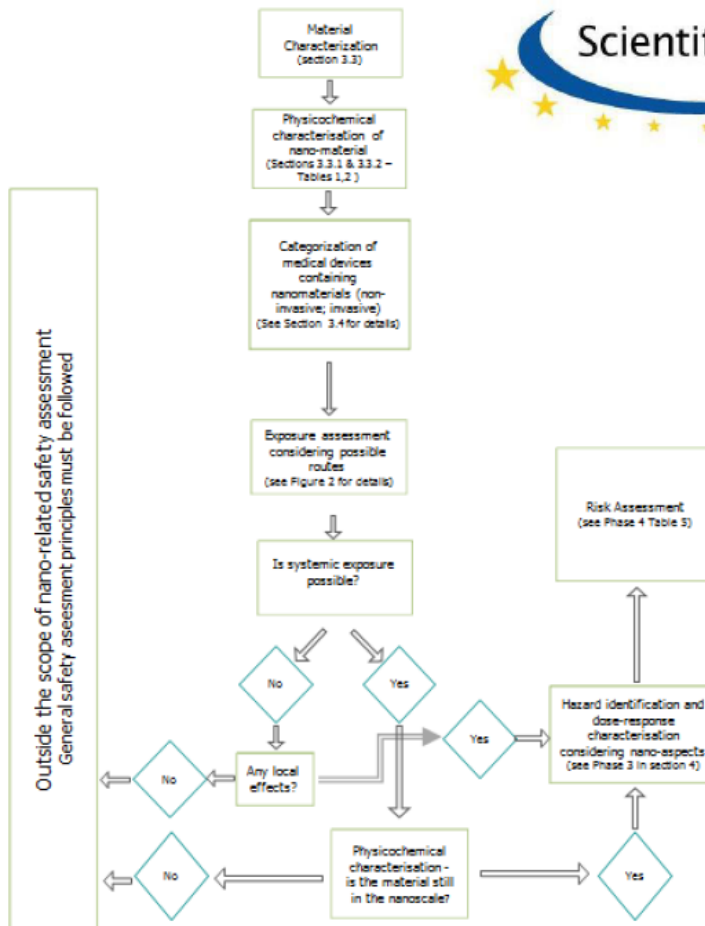 Scientif
Material
Characterization
(section 3.3)
Physicochemical
characterisation of
nano-material
(Sections 3.3.1 & 3.3.2 –
Tables 1,2 )
Categorization of
medical devices
containing
nanomaterials (non-
invasive; invasive)
(See Section 3.4 for details)
Exposure assessment
considering possible
routes
(see Figure 2 for details)
Is systemic exposure
possible?
No
Yes
Any local
effects?
No
Yes
Physicochemical
characterisation -
is the material still
in the nanoscale?
No
Yes
Hazard identification and
dose-response
characterisation
considering nano-aspects
(see Phase 3 in section 4)
Risk Assessment
(see Phase 4 Table 5)
Outside the scope of nano-related safety assessment
General safety asseesment principles must be followed